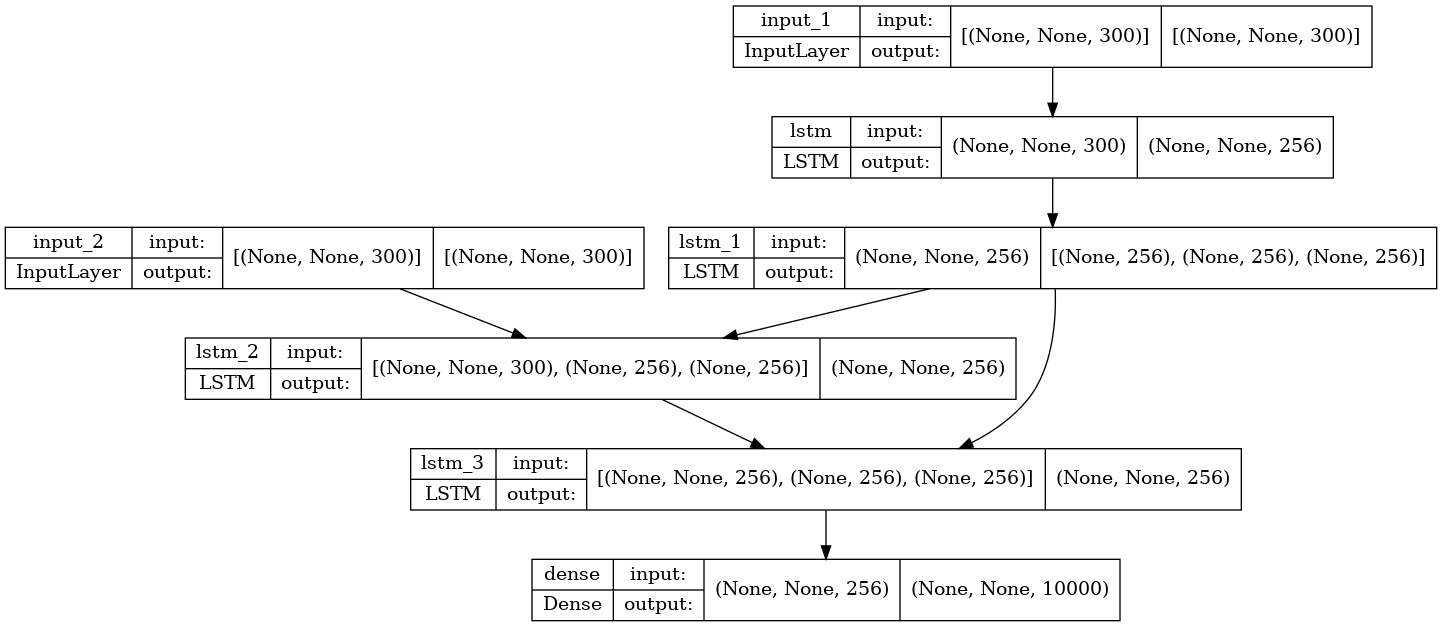 input_1 input: [(None, None, 300)] [(None, None, 300)]
InputLayer output:
lstm input: (None, None, 300) (None, None, 256)
LSTM output:
input_2 input: [(None, None, 300)] [(None, None, 300)]
InputLayer output:
lstm_1 input: (None, None, 256) [(None, 256), (None, 256), (None, 256)]
LSTM output:
lstm_2 input: [(None, None, 300), (None, 256), (None, 256)] (None, None, 256)
LSTM output:
lstm_3 input: [(None, None, 256), (None, 256), (None, 256)] (None, None, 256)
LSTM output:
dense input: (None, None, 256) (None, None, 10000)
Dense output: